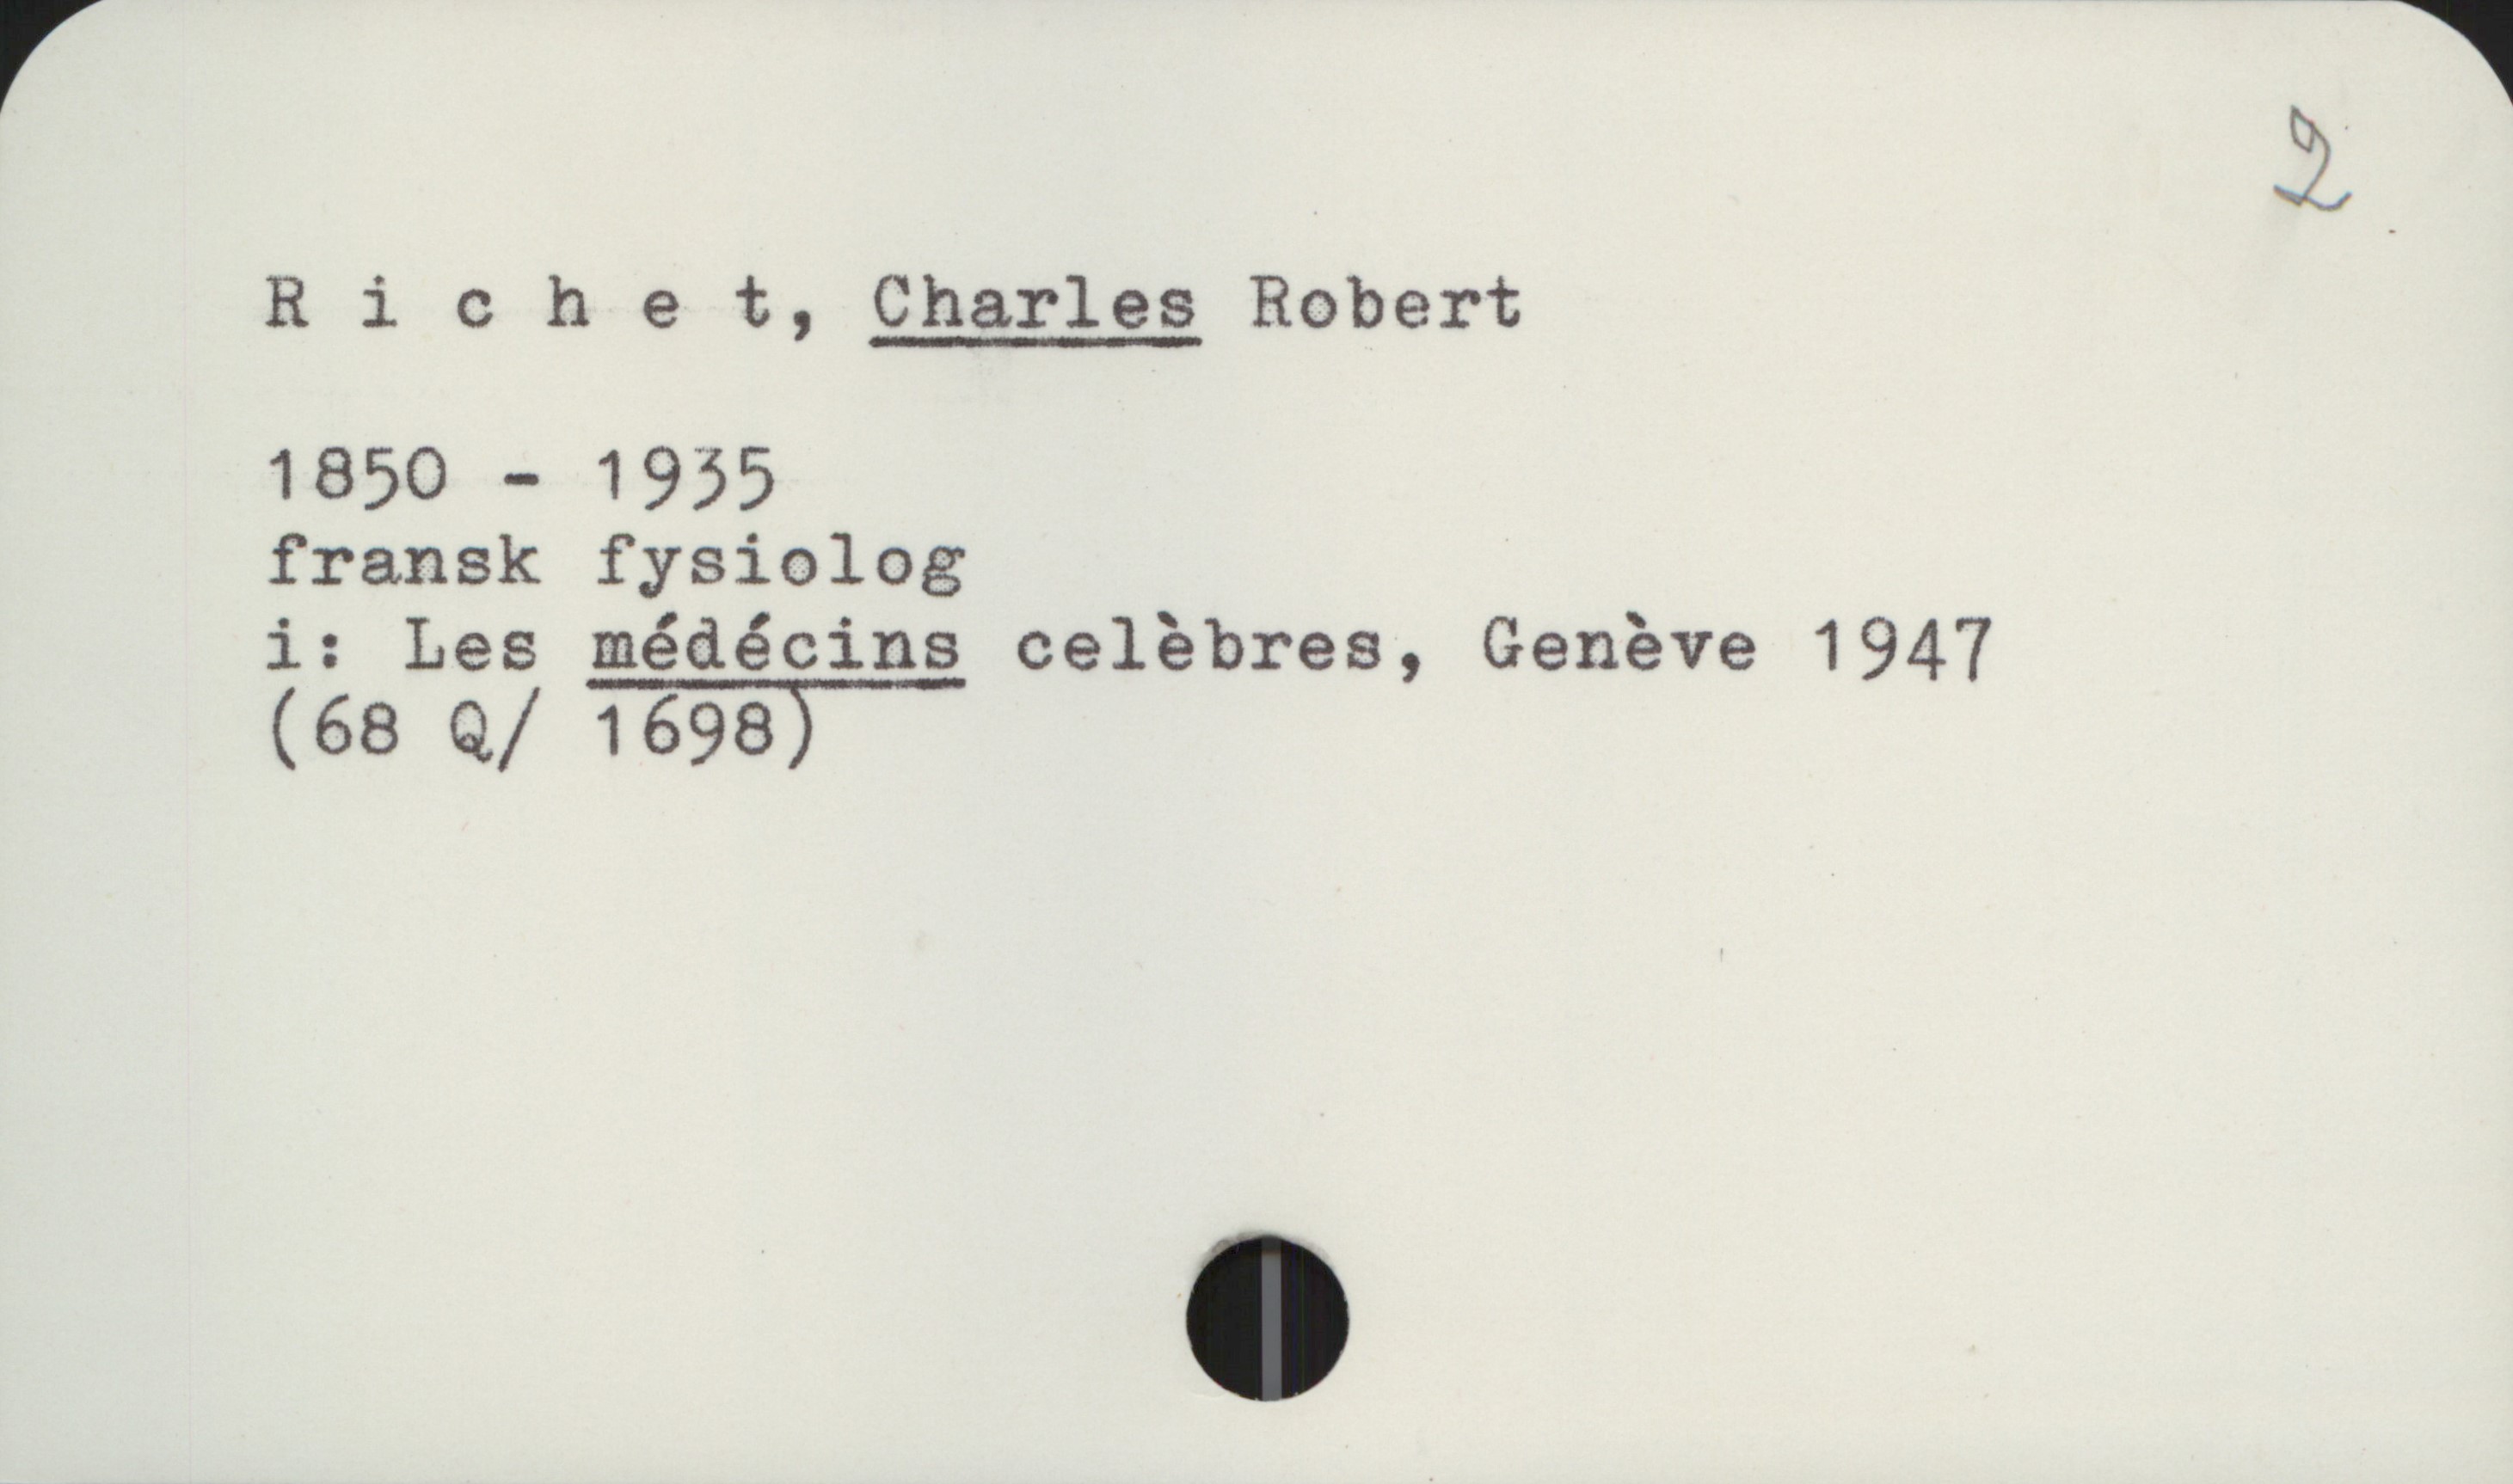 2
R i c h e t, Charles Robert
1850 - 1935
fransk fysiolog
i: Les médécins celèbres, Genève 1947
(68 Q/ 1698)